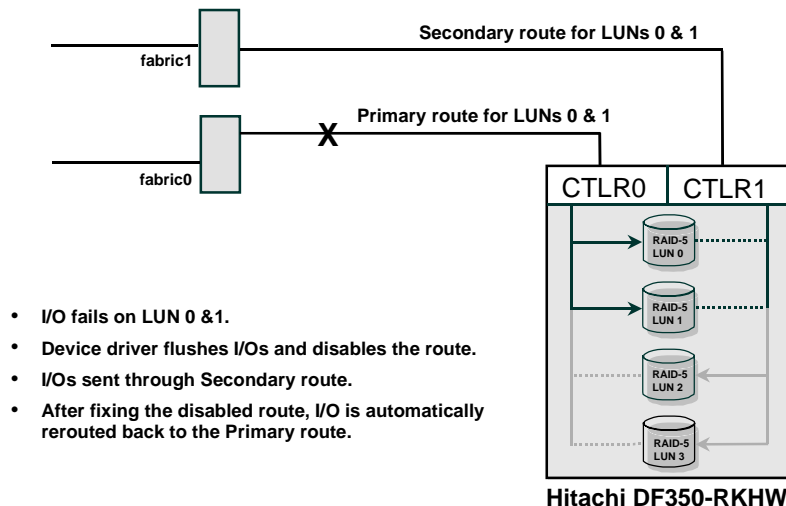 Secondary route for LUNs 0 & 1
fabric1
Primary route for LUNs 0 & 1
X
fabric0
CTLR0 CTLR1
RAID-5
LUN 0
RAID-5
LUN 1
RAID-5
LUN 2
RAID-5
LUN 3
• I/O fails on LUN 0 &1.
• Device driver flushes I/Os and disables the route.
• I/Os sent through Secondary route.
• After fixing the disabled route, I/O is automatically
rerouted back to the Primary route.
Hitachi DF350-RKHW